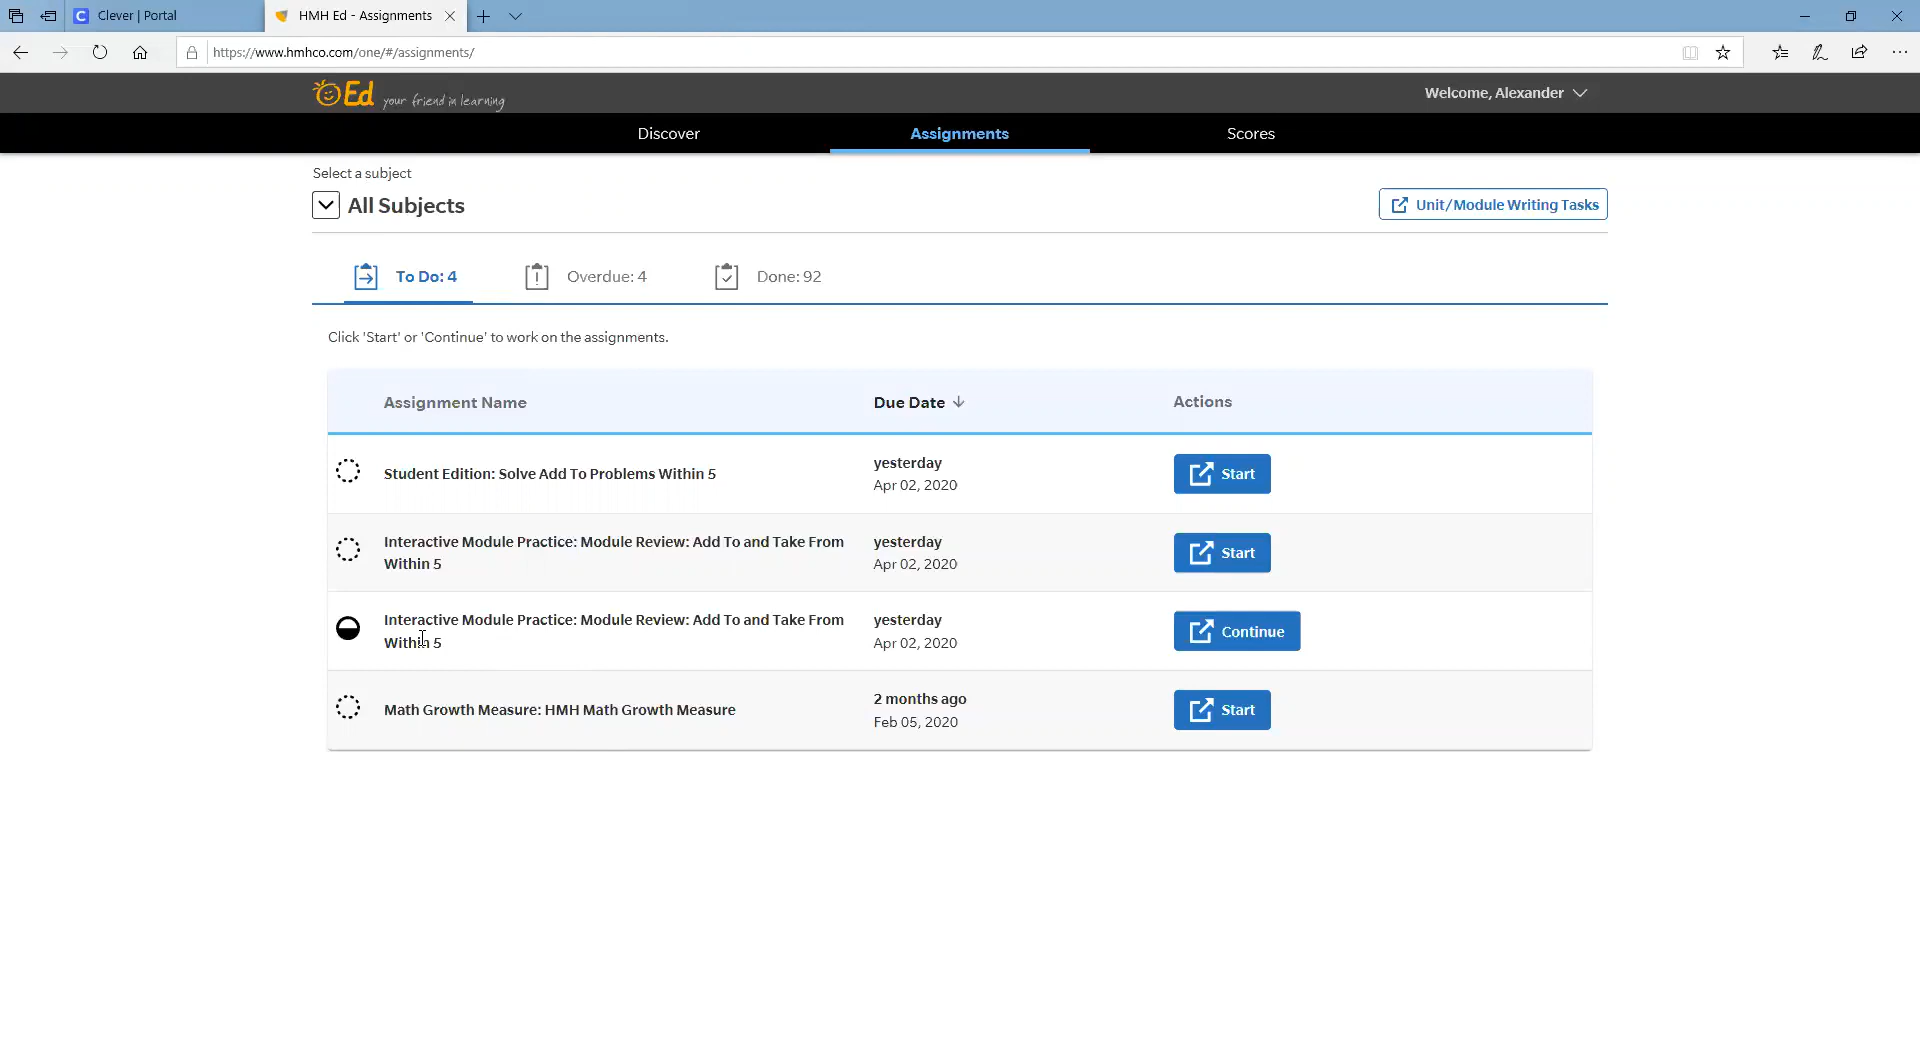 Clever | Portal
HMH Ed - Assignments
https://www.hmhco.com/one/#/assignments/
Ed your friend in learning
Welcome, Alexander
Discover
Assignments
Scores
Select a subject
All Subjects
Unit/Module Writing Tasks
To Do: 4
Overdue: 4
Done: 92
Click 'Start' or 'Continue' to work on the assignments.
Assignment Name
Due Date
Actions
Student Edition: Solve Add To Problems Within 5
yesterday
Apr 02, 2020
Start
Interactive Module Practice: Module Review: Add To and Take From
Within 5
yesterday
Apr 02, 2020
Start
Interactive Module Practice: Module Review: Add To and Take From
Within 5
yesterday
Apr 02, 2020
Continue
Math Growth Measure: HMH Math Growth Measure
2 months ago
Feb 05, 2020
Start